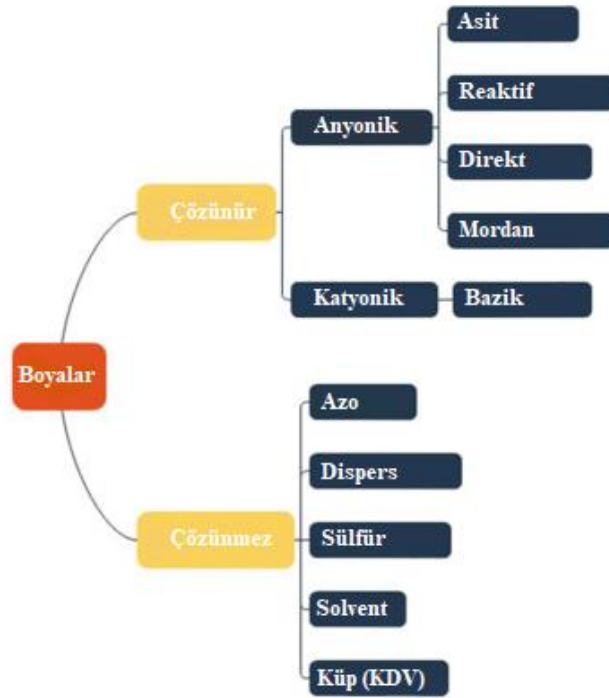 Boyalar
Çözünür
Anyonik
Asit
Reaktif
Direkt
Mordan
Katyonik
Bazik
Çözünmez
Azo
Dispers
Sülfür
Solvent
Küp (KDV)